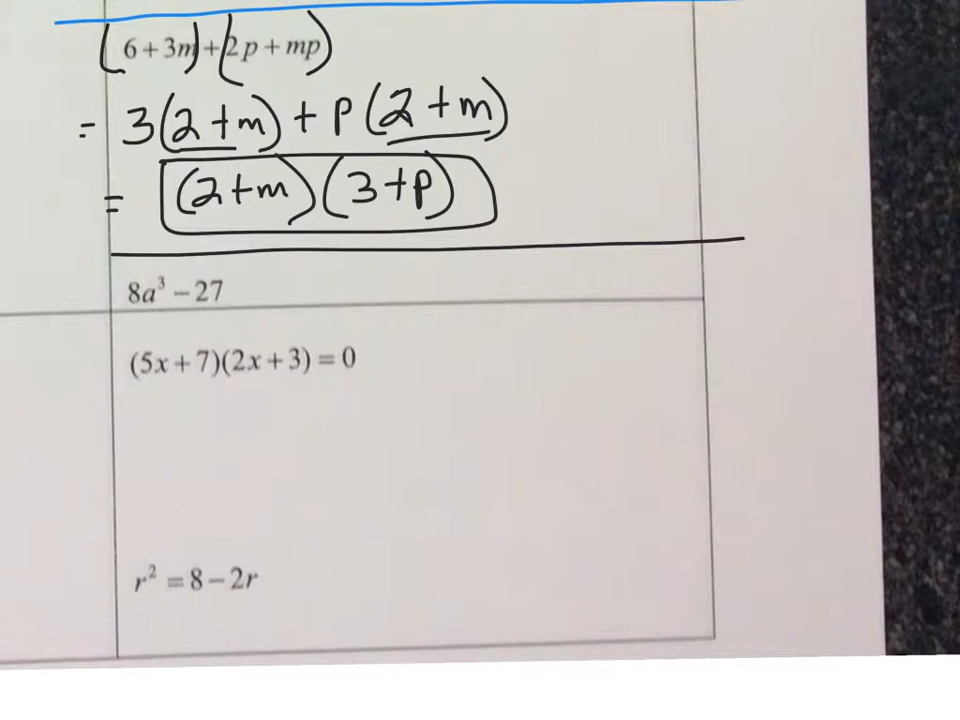 (6+3m)+(2p+mp)
= 3(2+m) + p(2+m)
= (2+m)(3+p)
8a³ − 27
(5x+7)(2x+3) = 0
r² = 8 − 2r